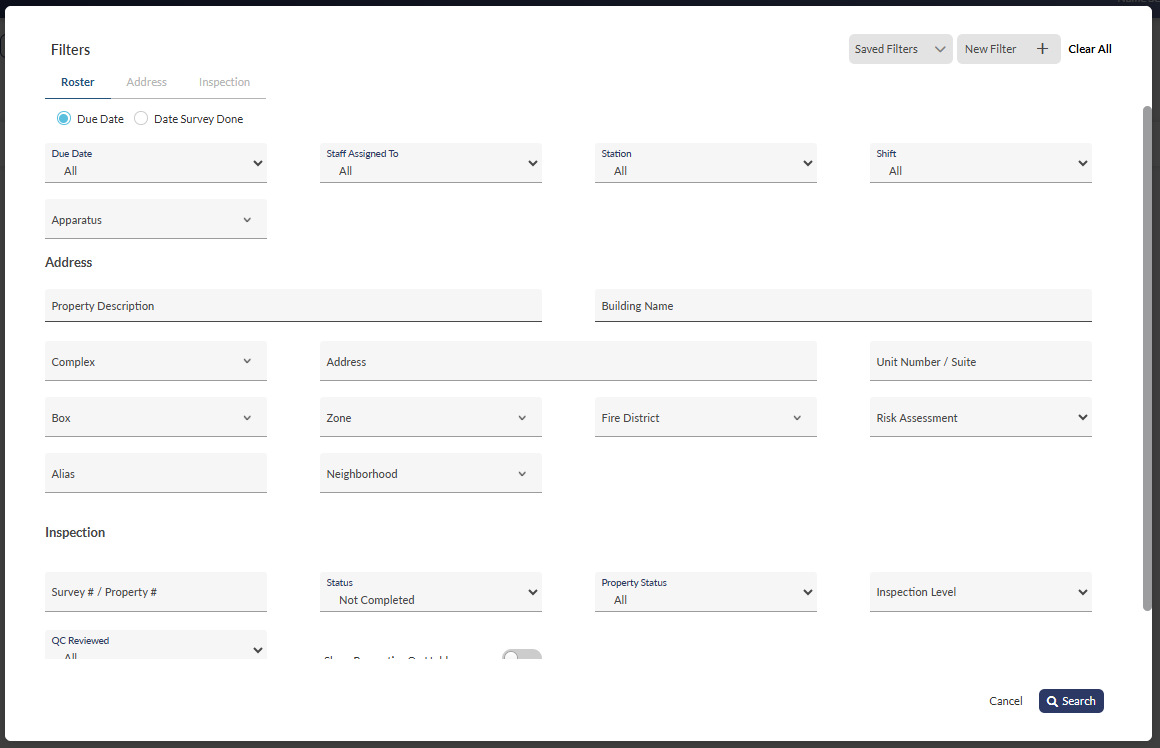 Filters
Saved Filters
New Filter
Clear All
Roster
Address
Inspection
Due Date
Date Survey Done
Due Date
All
Staff Assigned To
All
Station
All
Shift
All
Apparatus
Address
Property Description
Building Name
Complex
Address
Unit Number / Suite
Box
Zone
Fire District
Risk Assessment
Alias
Neighborhood
Inspection
Survey # / Property #
Status
Not Completed
Property Status
All
Inspection Level
QC Reviewed
All
Cancel
Search